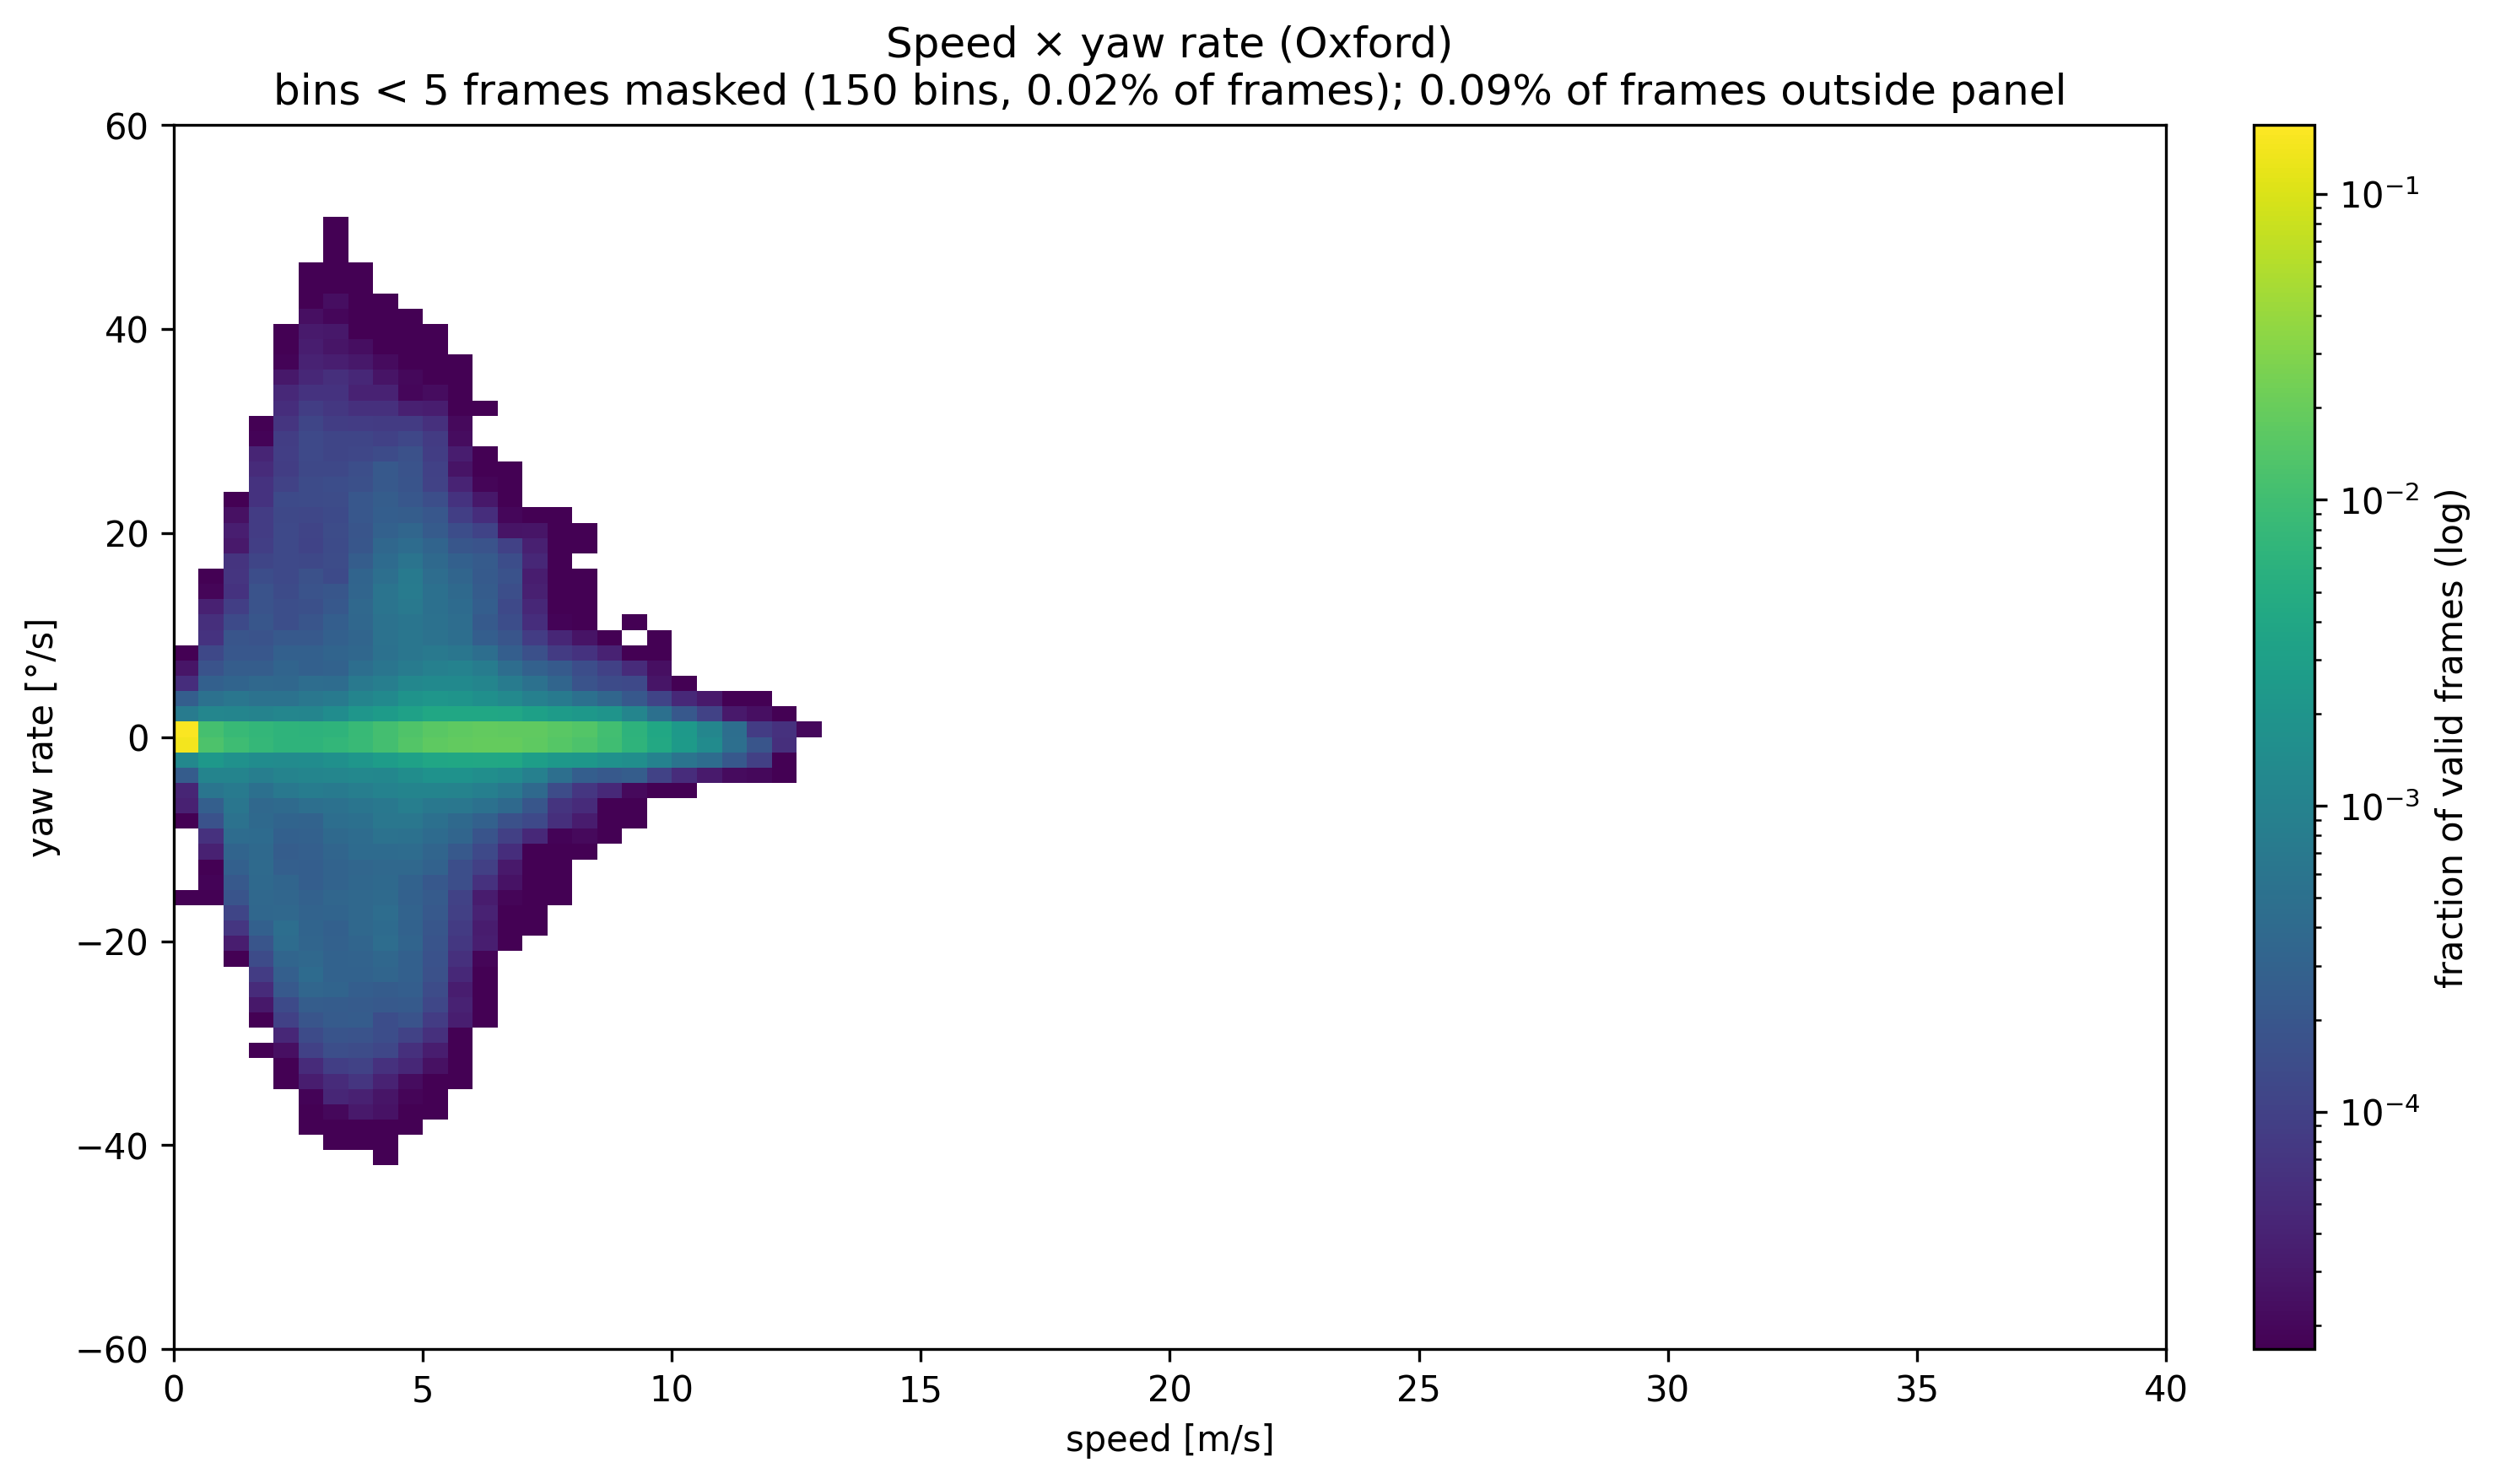 Speed × yaw rate (Oxford)
bins < 5 frames masked (150 bins, 0.02% of frames); 0.09% of frames outside panel
60
40
20
0
−20
−40
−60
yaw rate [°/s]
0 5 10 15 20 25 30 35 40
speed [m/s]
10⁻¹
10⁻²
10⁻³
10⁻⁴
fraction of valid frames (log)